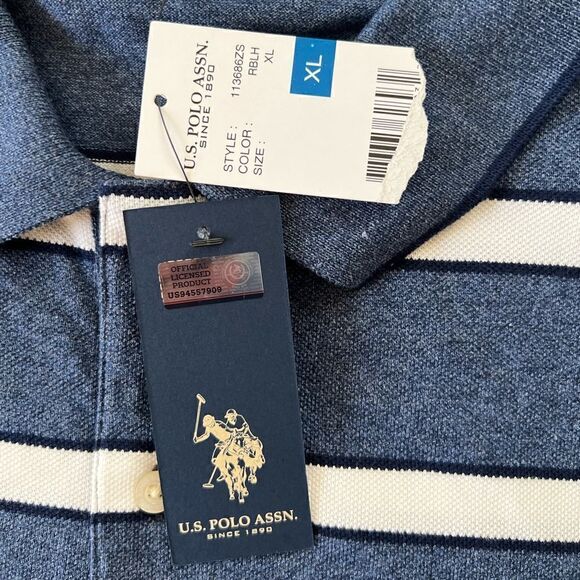 U.S. POLO ASSN.
SINCE 1890
STYLE : 113686ZS
COLOR : RBLH
SIZE : XL
XL
OFFICIAL
LICENSED
PRODUCT
US94557909
U.S. POLO ASSN.
SINCE 1890